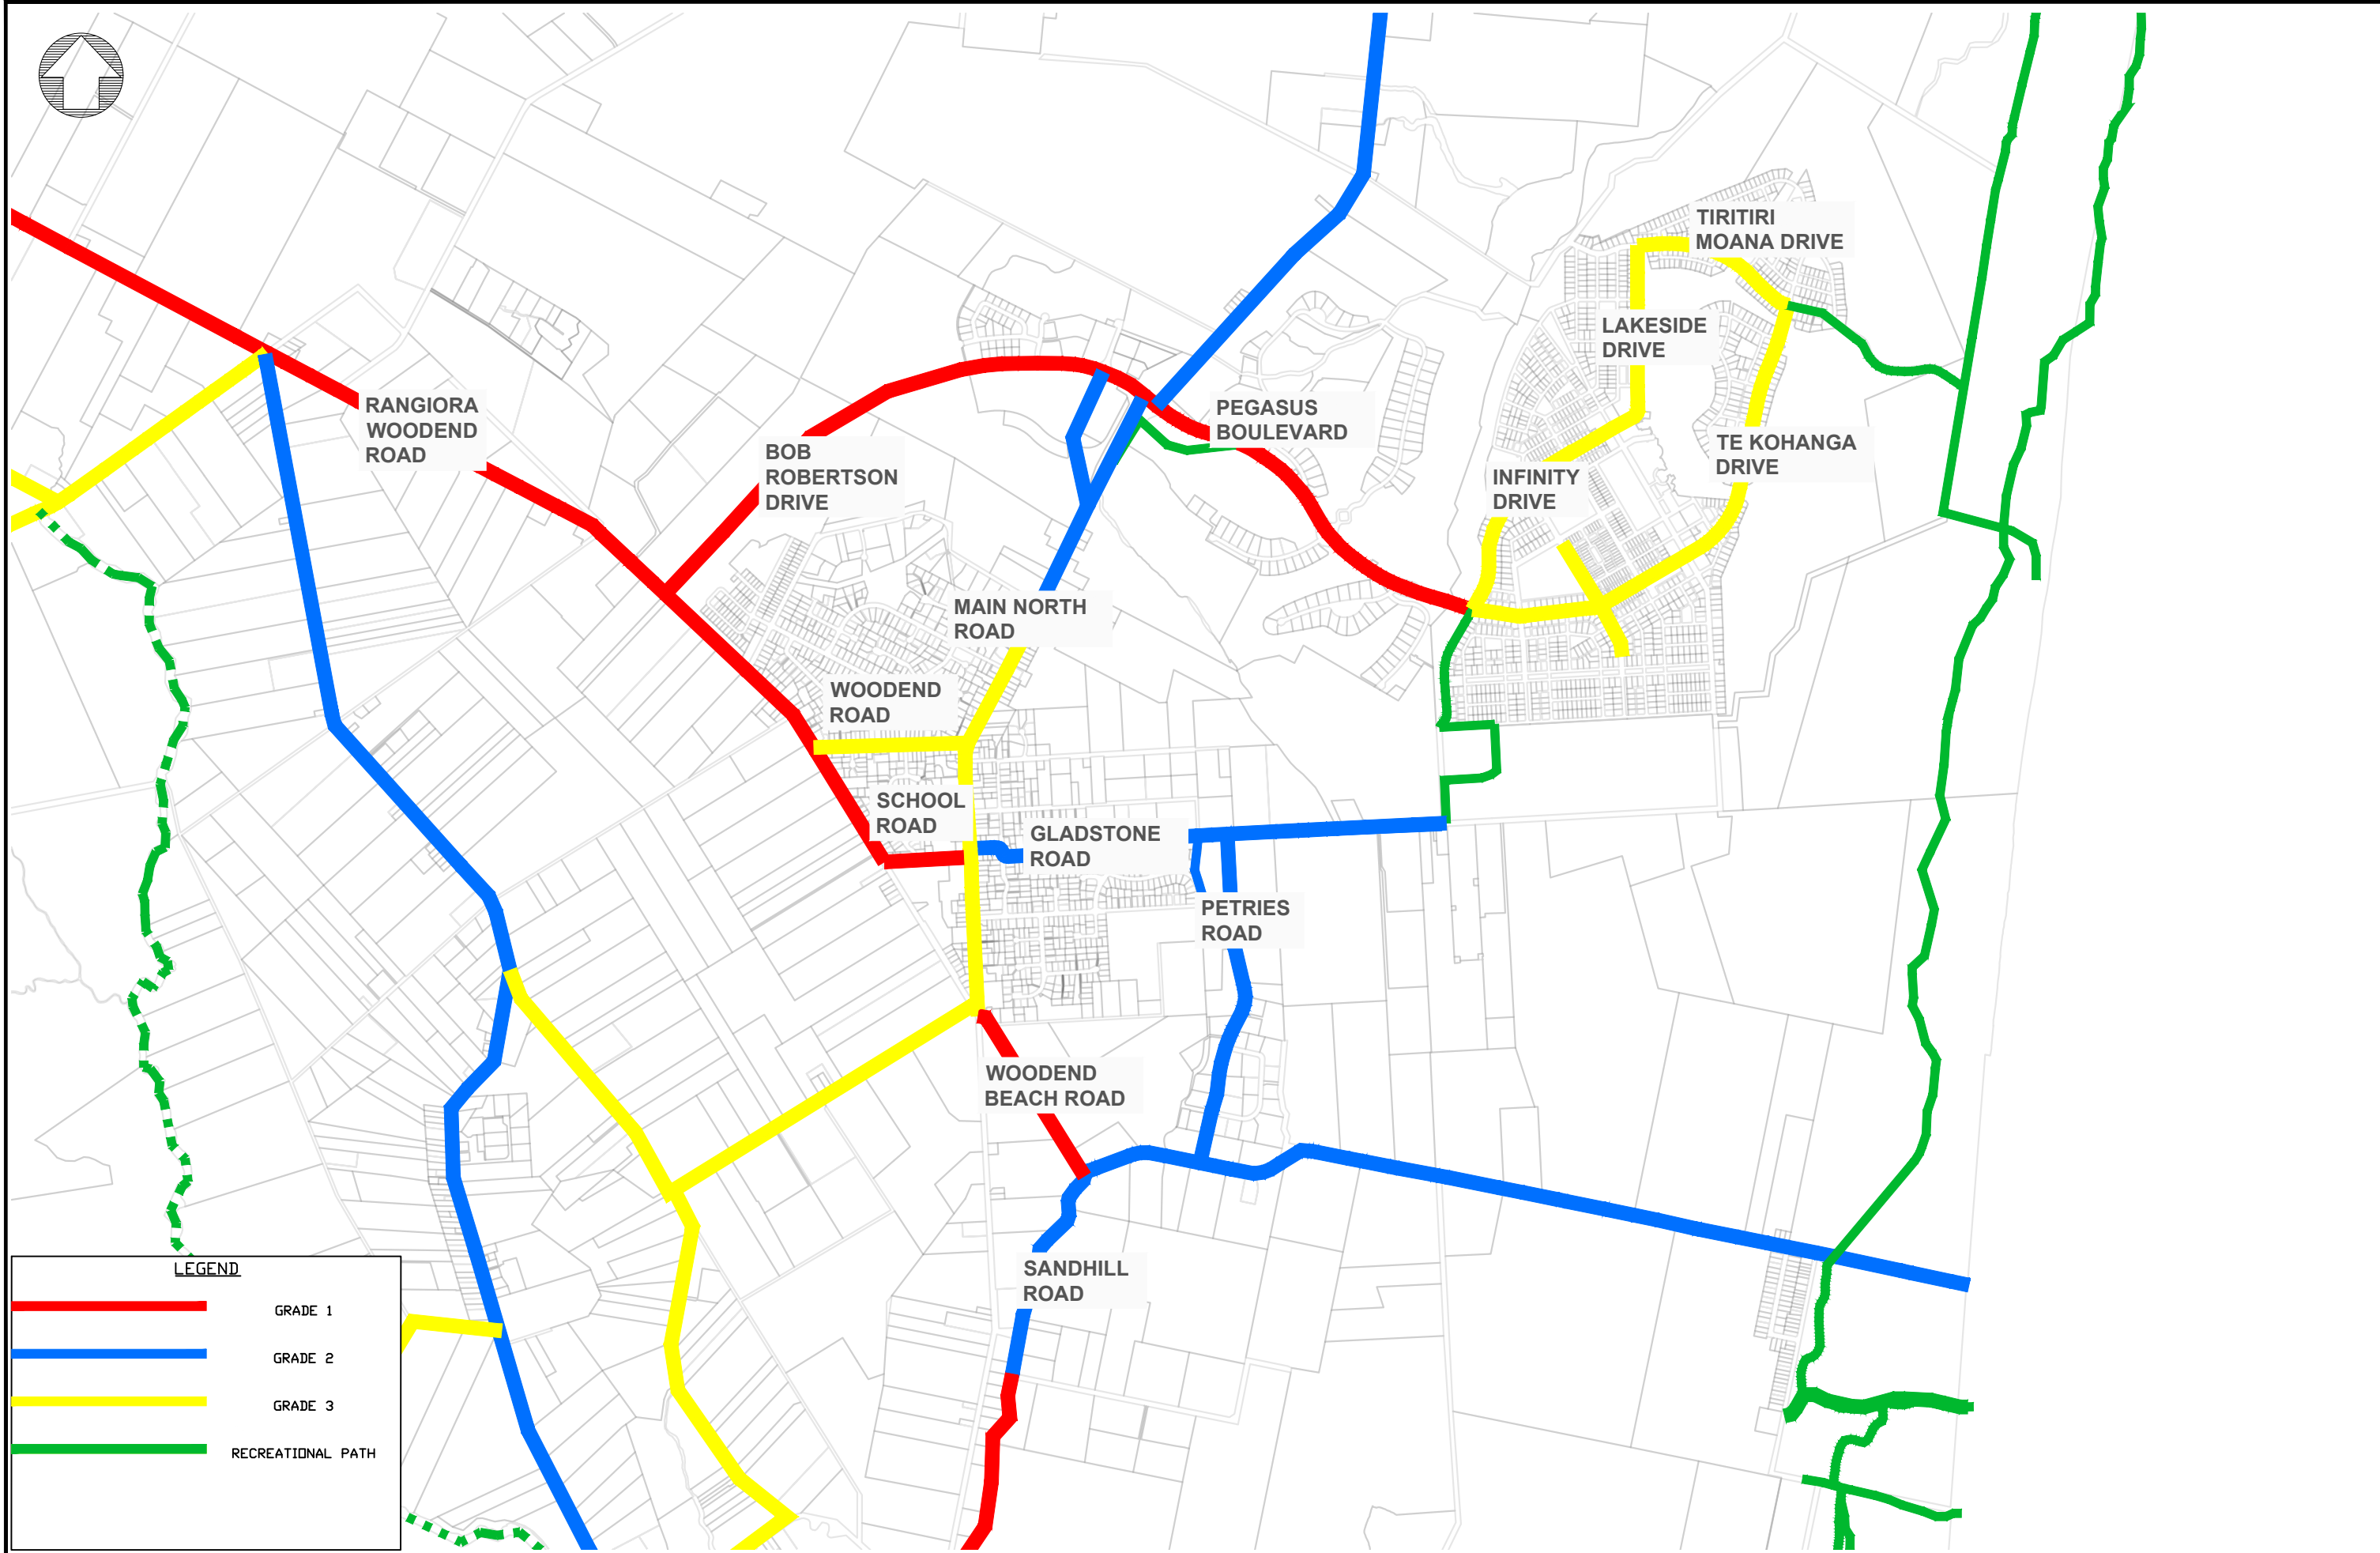 TIRITIRI
MOANA DRIVE
LAKESIDE
DRIVE
RANGIORA
WOODEND
ROAD
PEGASUS
BOULEVARD
BOB
ROBERTSON
DRIVE
TE KOHANGA
DRIVE
INFINITY
DRIVE
MAIN NORTH
ROAD
WOODEND
ROAD
SCHOOL
ROAD
GLADSTONE
ROAD
PETRIES
ROAD
WOODEND
BEACH ROAD
SANDHILL
ROAD
LEGEND
GRADE 1
GRADE 2
GRADE 3
RECREATIONAL PATH